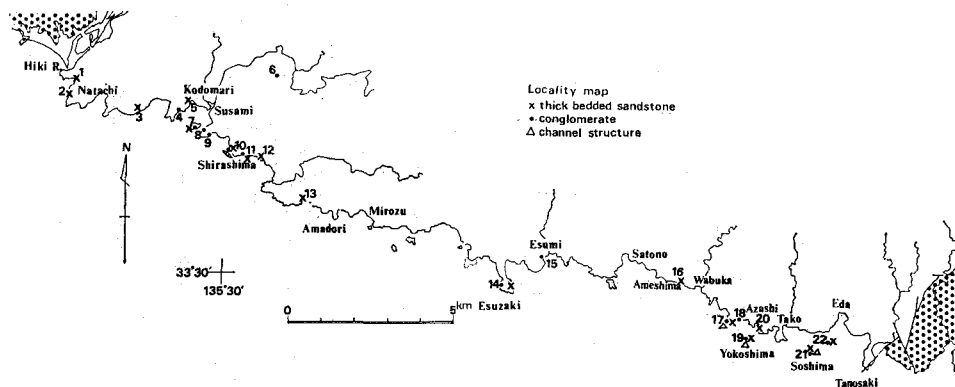 6
Hiki R.
1
Locality map
2
Natachi
Kodomari
x thick bedded sandstone
5
Susami
• conglomerate
3
4
7
△ channel structure
8
9
N
10
11
12
Shirashima
13
Mirozu
Amadori
Esumi
15
Satono
33°30'
135°30'
14
Esuzaki
Ameshima
16
Wabuka
0
5
km
17
18
Azashi
20
Tako
Eda
19
Yokoshima
22
21
Soshima
Tanosaki